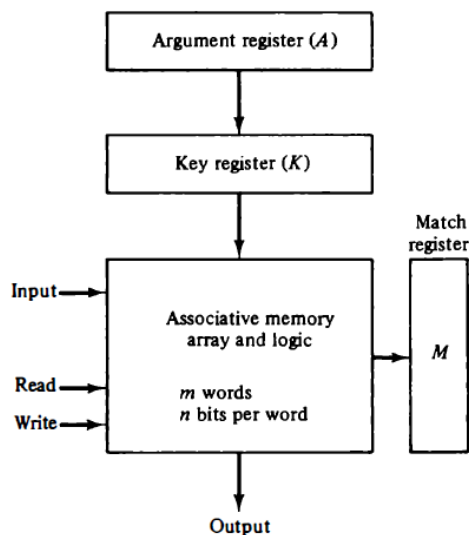 Argument register (A)
Key register (K)
Match
register
Input
Associative memory
array and logic
M
Read
m words
Write
n bits per word
Output